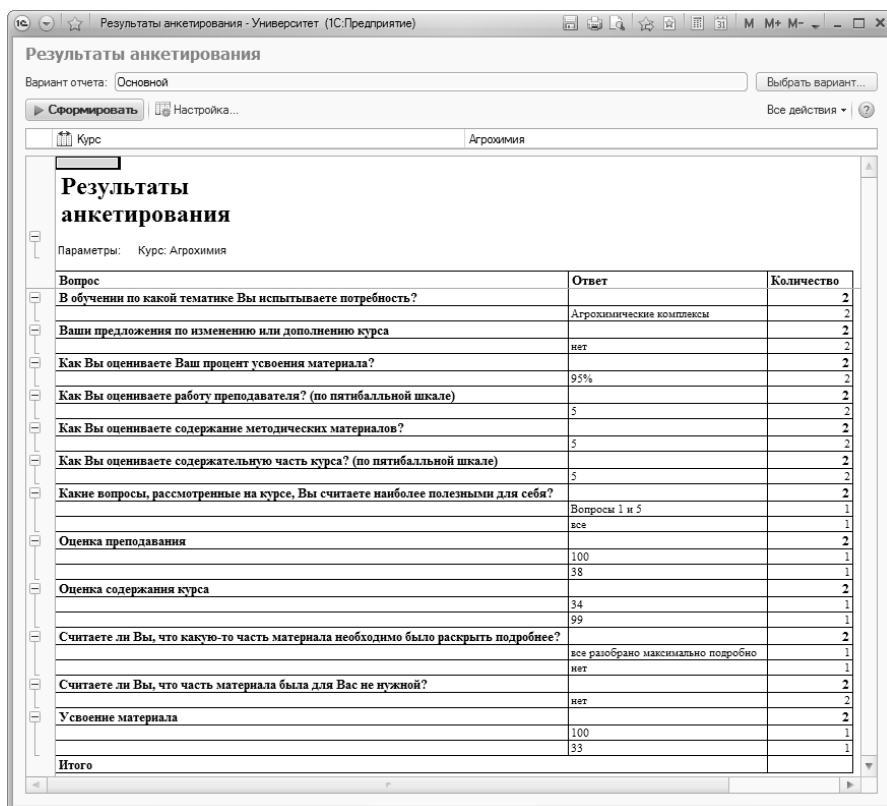 Результаты анкетирования - Университет (1С:Предприятие)
M M+ M-
Результаты анкетирования
Вариант отчета: Основной Выбрать вариант...
Сформировать Настройка... Все действия
Курс Агрохимия
Результаты
анкетирования
Параметры: Курс: Агрохимия
Вопрос Ответ Количество
В обучении по какой тематике Вы испытываете потребность? 2
Агрохимические комплексы 2
Ваши предложения по изменению или дополнению курса 2
нет 2
Как Вы оцениваете Ваш процент усвоения материала? 2
95% 2
Как Вы оцениваете работу преподавателя? (по пятибалльной шкале) 2
5 2
Как Вы оцениваете содержание методических материалов? 2
5 2
Как Вы оцениваете содержательную часть курса? (по пятибалльной шкале) 2
5 2
Какие вопросы, рассмотренные на курсе, Вы считаете наиболее полезными для себя? 2
Вопросы 1 и 5 1
все 1
Оценка преподавания 2
100 1
38 1
Оценка содержания курса 2
34 1
99 1
Считаете ли Вы, что какую-то часть материала необходимо было раскрыть подробнее? 2
все разобрано максимально подробно 1
нет 1
Считаете ли Вы, что часть материала была для Вас не нужной? 2
нет 2
Усвоение материала 2
100 1
33 1
Итого